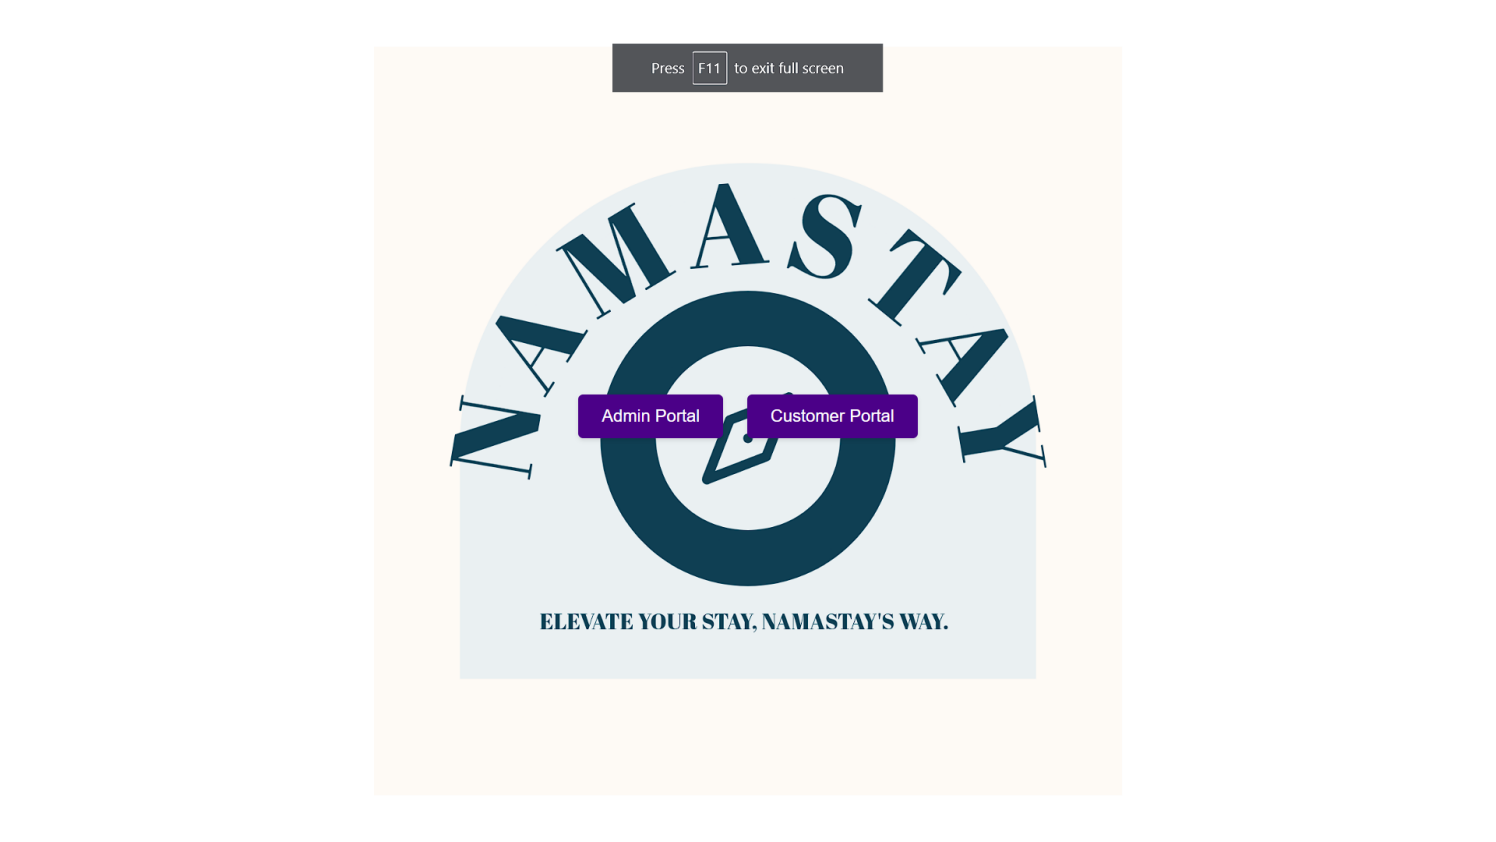 Press F11 to exit full screen
NAMASTAY
Admin Portal
Customer Portal
ELEVATE YOUR STAY, NAMASTAY'S WAY.